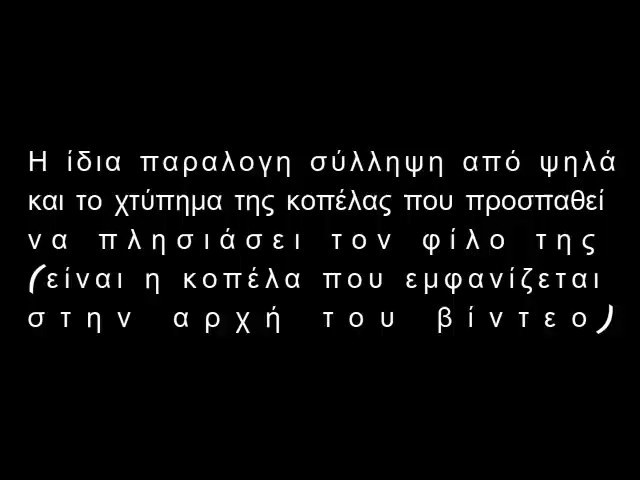 Η ίδια παραλογη σύλληψη από ψηλά
και το χτύπημα της κοπέλας που προσπαθεί
να πλησιάσει τον φίλο της
(είναι η κοπέλα που εμφανίζεται
στην αρχή του βίντεο)